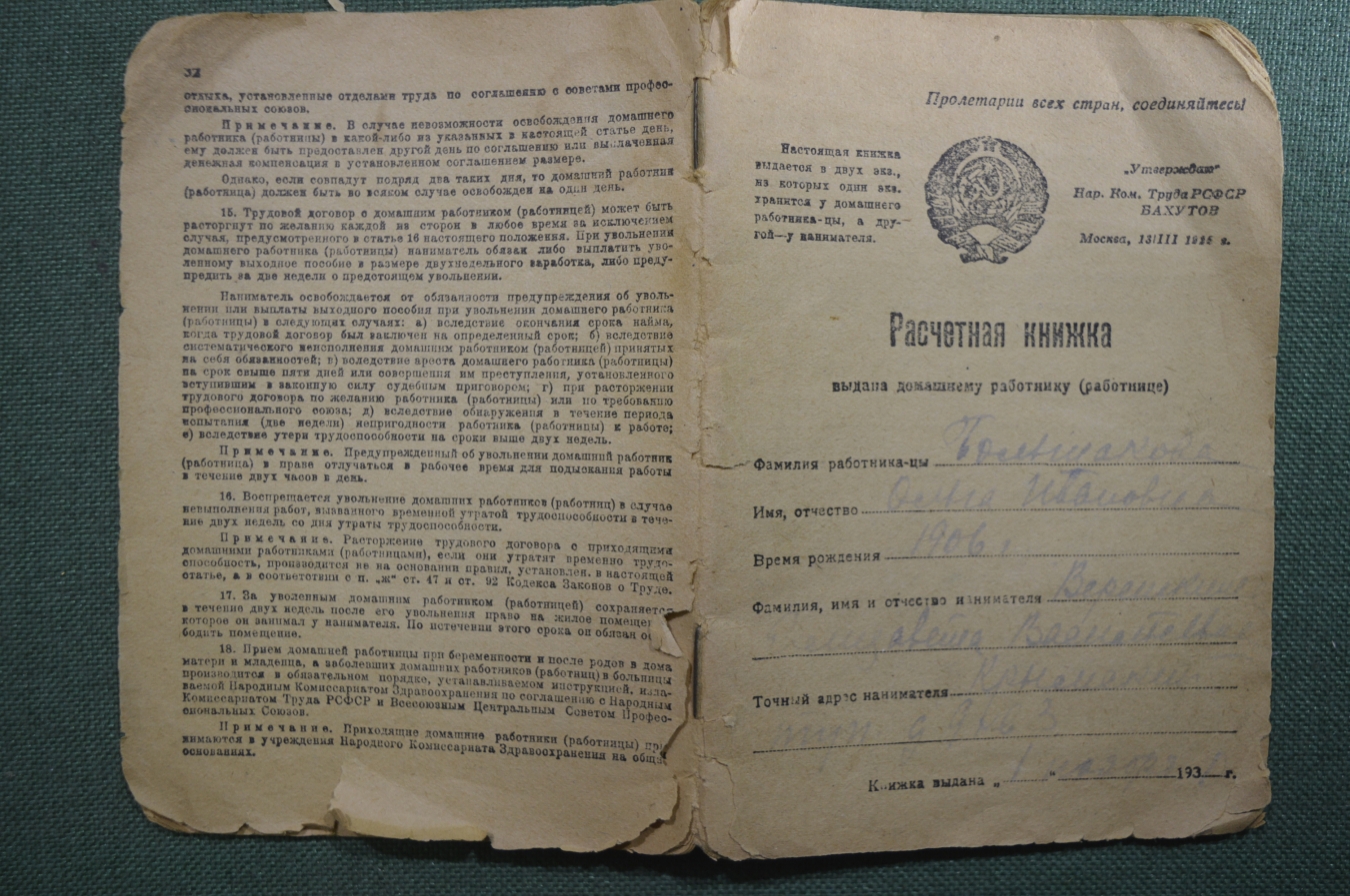 32
отдыха, установленные отделами труда по соглашению с советами профес-
сиональных союзов.
Примечание. В случае невозможности освобождения домашнего
работника (работницы) в какой-либо из указанных в настоящей статье день,
ему должен быть предоставлен другой день по соглашению или выплаченная
денежная компенсация в установленном соглашением размере.
Однако, если совпадут подряд два таких дня, то домашний работник
(работница) должен быть во всяком случае освобожден на один день.
15. Трудовой договор с домашним работником (работницей) может быть
расторгнут по желанию каждой из сторон в любое время за исключением
случая, предусмотренного в статье 16 настоящего положения. При увольнении
домашнего работника (работницы) наниматель обязан либо выплатить уво-
ленному выходное пособие в размере двухнедельного заработка, либо преду-
предить за две недели о предстоящем увольнении.
Наниматель освобождается от обязанности предупреждения об уволь-
нении или выплаты выходного пособия при увольнении домашнего работника
(работницы) в следующих случаях: а) вследствие окончания срока найма,
когда трудовой договор был заключен на определенный срок; б) вследствие
систематического неисполнения домашним работником (работницей) принятых
на себя обязанностей; в) вследствие ареста домашнего работника (работницы)
на срок свыше пяти дней или совершения им преступления, установленного
вступившим в законную силу судебным приговором; г) при расторжении
трудового договора по желанию работника (работницы) или по требованию
профессионального союза; д) вследствие обнаружения в течение периода
испытания (две недели) непригодности работника (работницы) к работе;
е) вследствие утери трудоспособности на сроки выше двух недель.
Примечание. Предупрежденный об увольнении домашний работник
(работница) в праве отлучаться в рабочее время для подыскания работы
в течение двух часов в день.
16. Воспрещается увольнение домашних работников (работниц) в случае
невыполнения работ, вызванного временной утратой трудоспособности в тече-
ние двух недель со дня утраты трудоспособности.
Примечание. Расторжение трудового договора с приходящими
домашними работниками (работницами), если они утратят временно трудо-
способность, производится не на основании правил, установлен. в настоящей
статье, а в соответствии с п. „ж" ст. 47 и ст. 92 Кодекса Законов о Труде.
17. За уволенным домашним работником (работницей) сохраняется
в течение двух недель после его увольнения право на жилое помещен
которое он занимал у нанимателя. По истечении этого срока он обязан о
бодить помещение.
18. Прием домашней работницы при беременности и после родов в дома
матери и младенца, а заболевших домашних работников (работниц) в больницы
производится в обязательном порядке, устанавливаемом инструкцией, изда-
ваемой Народным Комиссариатом Здравоохранения по соглашению с Народным
Комиссариатом Труда РСФСР и Всесоюзным Центральным Советом Профес-
сиональных Союзов.
Примечание. Приходящие домашние работники (работницы) при
нимаются в учреждения Народного Комиссариата Здравоохранения на общих
основаниях.
Пролетарии всех стран, соединяйтесь!
Настоящая книжка
выдается в двух экз.,
из которых один экз.
хранится у домашнего
работника-цы, а дру-
гой—у нанимателя.
„Утверждаю"
Нар. Ком. Труда РСФСР
БАХУТОВ
Москва, 13/III 1926 г.
Расчетная книжка
выдана домашнему работнику (работнице)
Фамилия работника-цы Большакова
Имя, отчество Ольга Ивановна
Время рождения 1906 г.
Фамилия, имя и отчество нанимателя
Точный адрес нанимателя
Книжка выдана „ " 193 г.